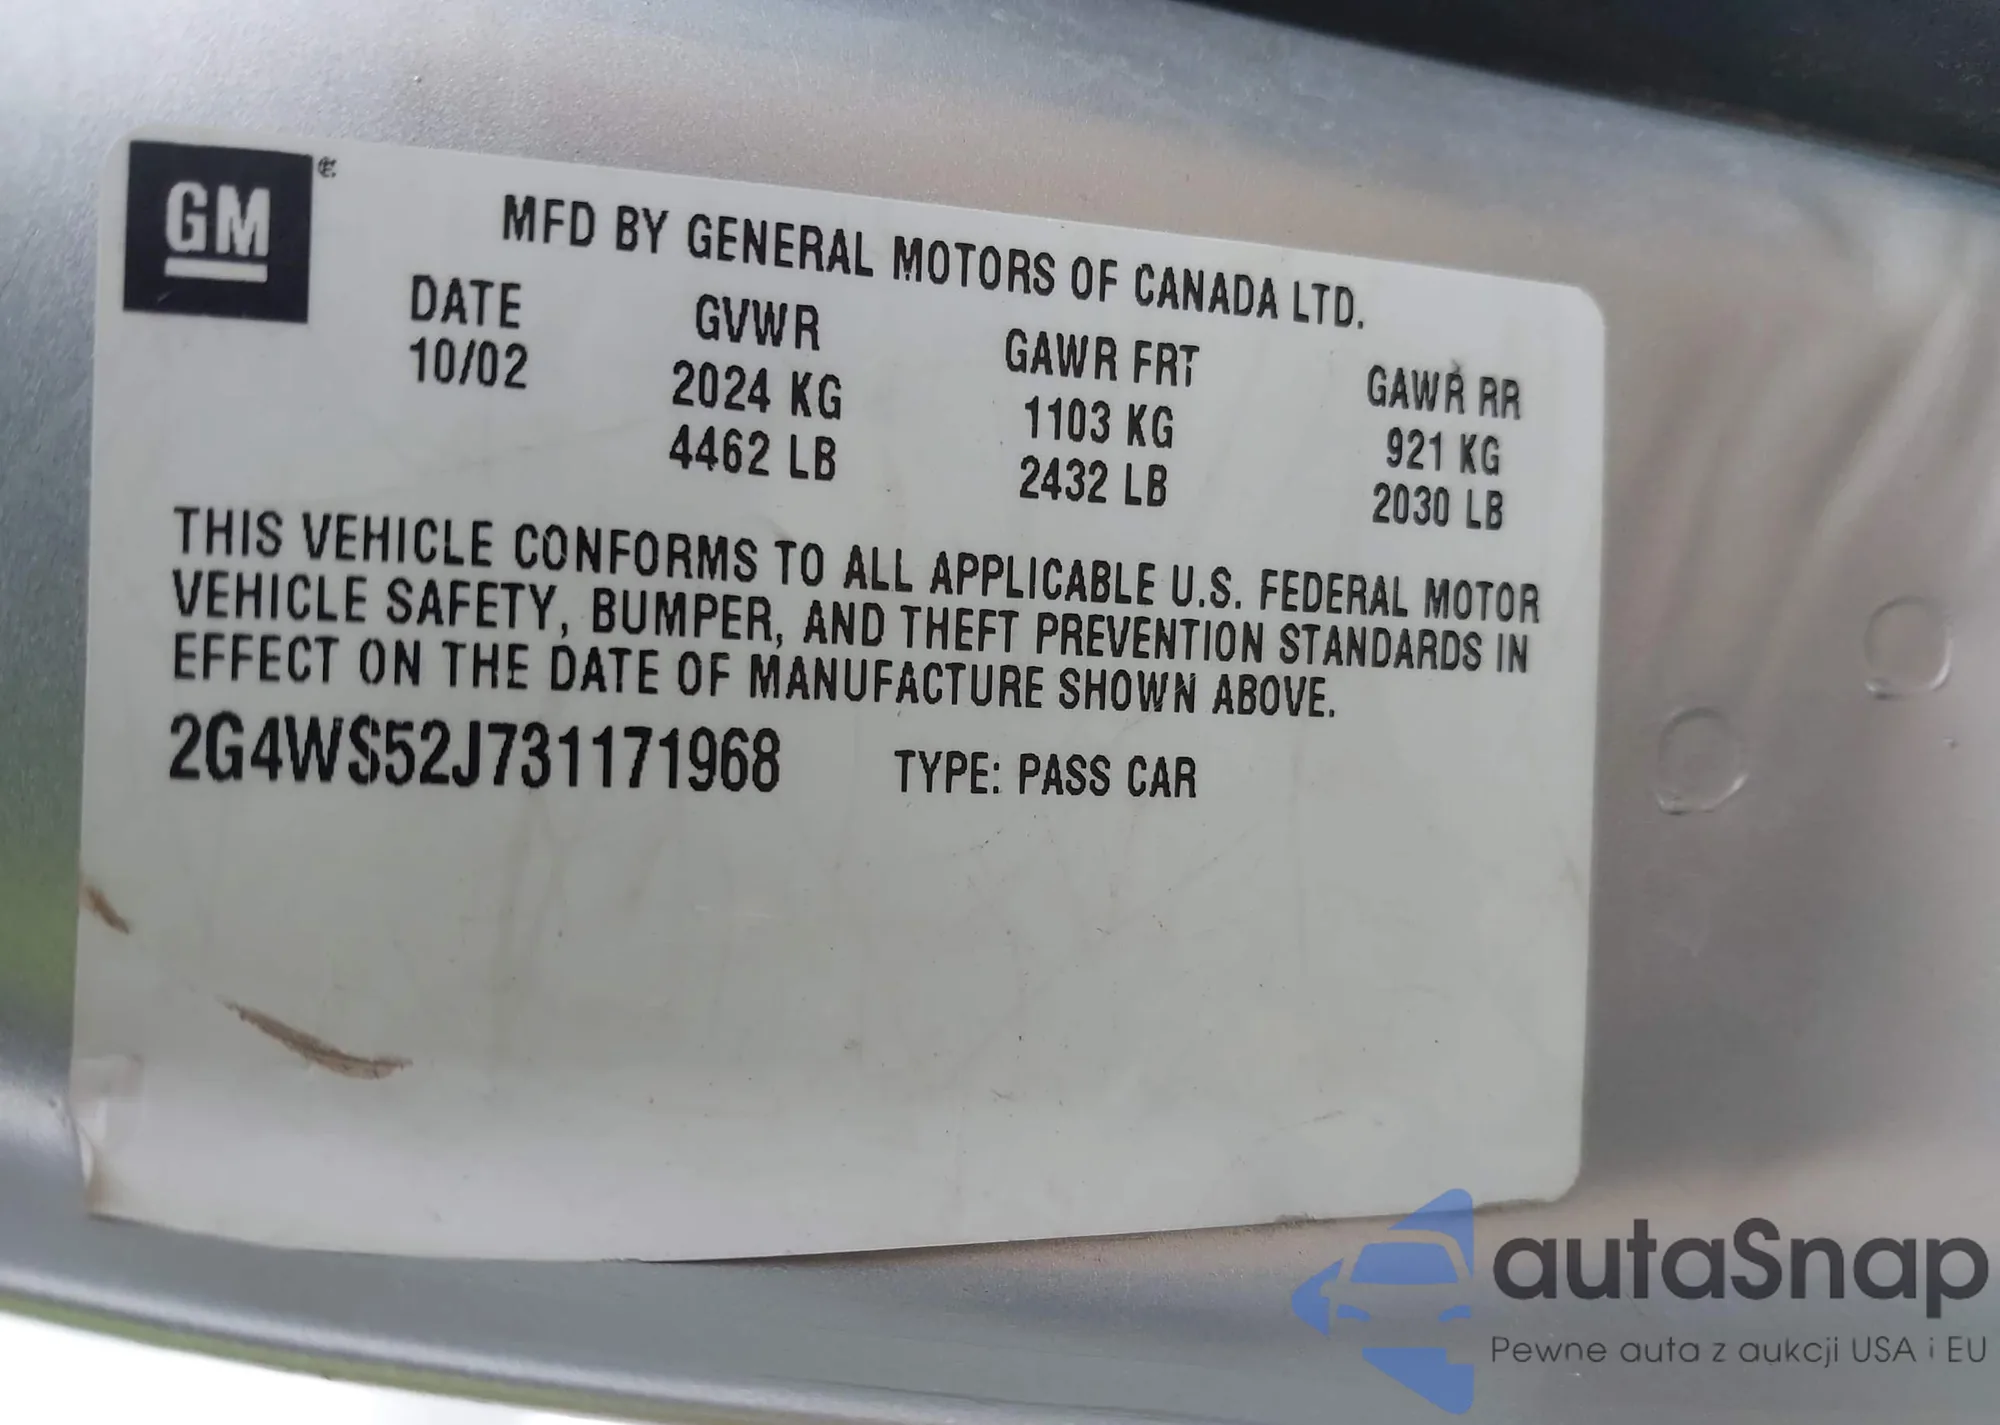 GM
MFD BY GENERAL MOTORS OF CANADA LTD.
DATE GVWR GAWR FRT GAWR RR
10/02 2024 KG 1103 KG 921 KG
4462 LB 2432 LB 2030 LB
THIS VEHICLE CONFORMS TO ALL APPLICABLE U.S. FEDERAL MOTOR
VEHICLE SAFETY, BUMPER, AND THEFT PREVENTION STANDARDS IN
EFFECT ON THE DATE OF MANUFACTURE SHOWN ABOVE.
2G4WS52J731171968 TYPE: PASS CAR
autaSnap
Pewne auta z aukcji USA i EU